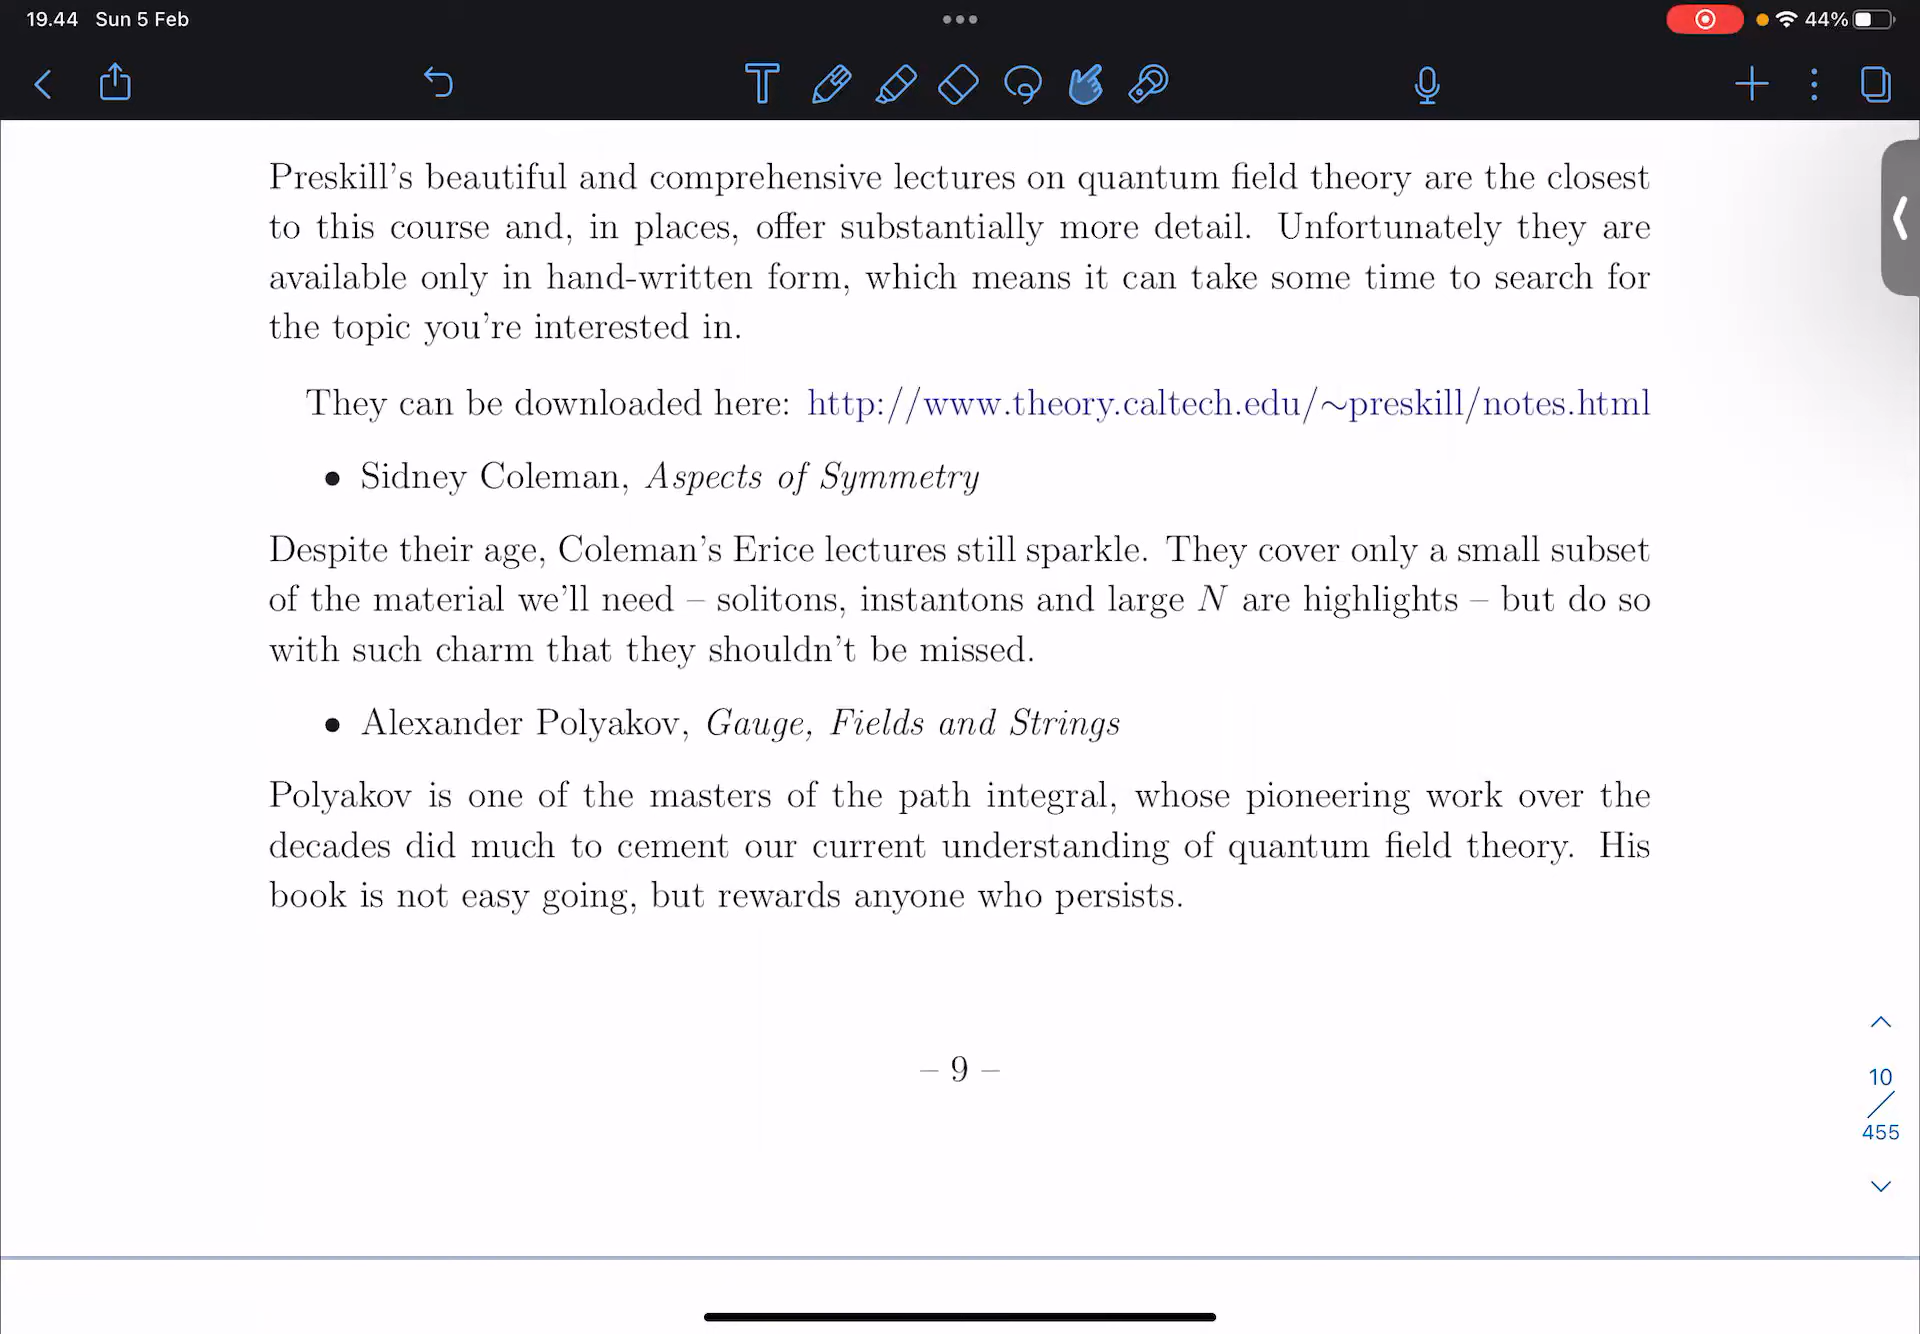 19.44 Sun 5 Feb
44%
Preskill's beautiful and comprehensive lectures on quantum field theory are the closest
to this course and, in places, offer substantially more detail. Unfortunately they are
available only in hand-written form, which means it can take some time to search for
the topic you're interested in.
They can be downloaded here: http://www.theory.caltech.edu/∼preskill/notes.html
• Sidney Coleman, Aspects of Symmetry
Despite their age, Coleman's Erice lectures still sparkle. They cover only a small subset
of the material we'll need – solitons, instantons and large N are highlights – but do so
with such charm that they shouldn't be missed.
• Alexander Polyakov, Gauge, Fields and Strings
Polyakov is one of the masters of the path integral, whose pioneering work over the
decades did much to cement our current understanding of quantum field theory. His
book is not easy going, but rewards anyone who persists.
– 9 –
10
/
455